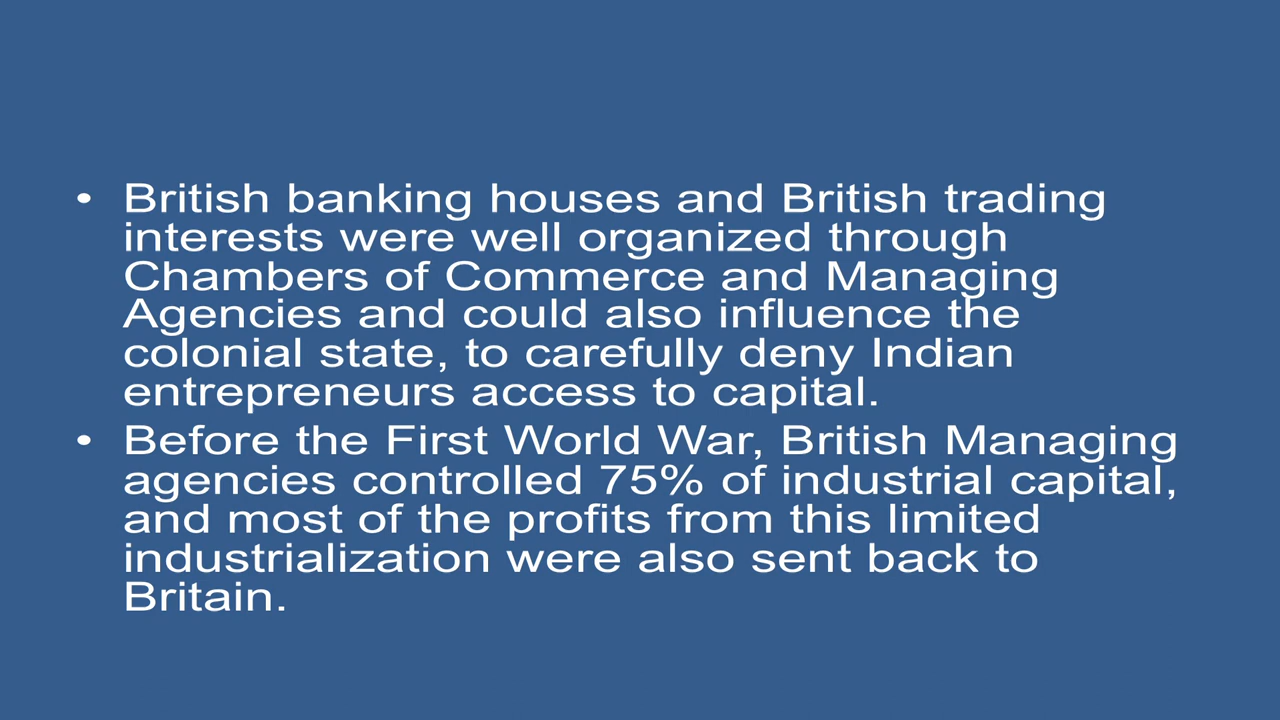 • British banking houses and British trading
interests were well organized through
Chambers of Commerce and Managing
Agencies and could also influence the
colonial state, to carefully deny Indian
entrepreneurs access to capital.
• Before the First World War, British Managing
agencies controlled 75% of industrial capital,
and most of the profits from this limited
industrialization were also sent back to
Britain.